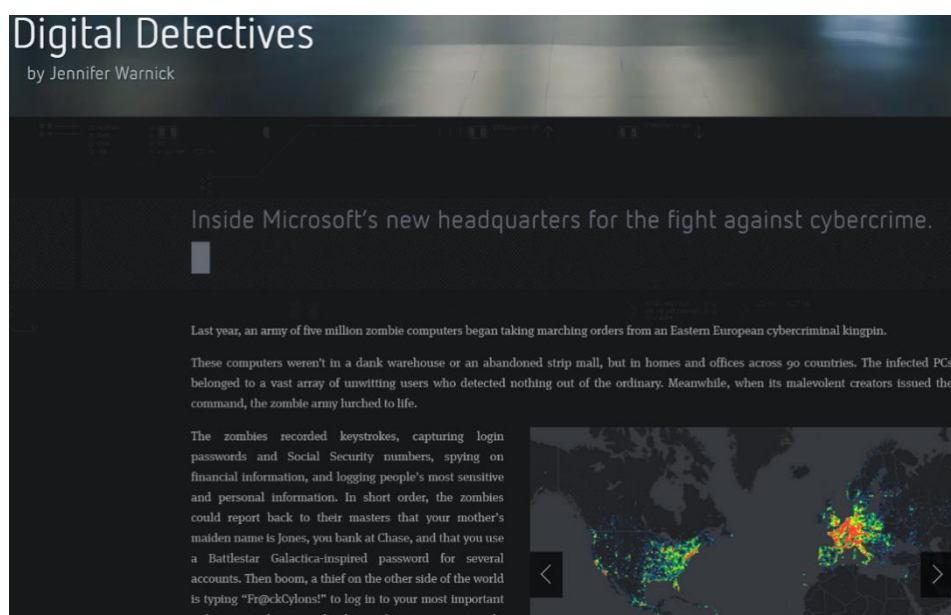 Digital Detectives
by Jennifer Warnick
Inside Microsoft's new headquarters for the fight against cybercrime.
Last year, an army of five million zombie computers began taking marching orders from an Eastern European cybercriminal kingpin.
These computers weren't in a dank warehouse or an abandoned strip mall, but in homes and offices across 90 countries. The infected PCs
belonged to a vast array of unwitting users who detected nothing out of the ordinary. Meanwhile, when its malevolent creators issued the
command, the zombie army lurched to life.
The zombies recorded keystrokes, capturing login
passwords and Social Security numbers, spying on
financial information, and logging people's most sensitive
and personal information. In short order, the zombies
could report back to their masters that your mother's
maiden name is Jones, you bank at Chase, and that you use
a Battlestar Galactica-inspired password for several
accounts. Then boom, a thief on the other side of the world
is typing "Fr@ckCylons!" to log in to your most important